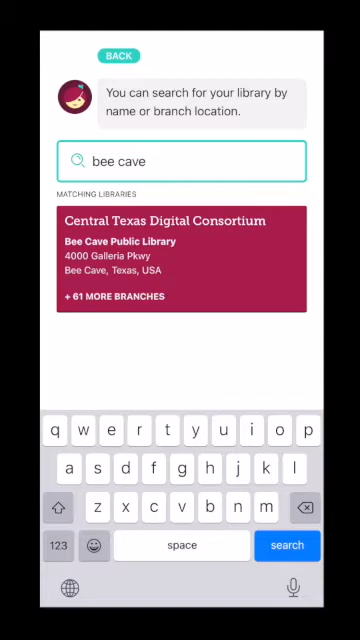 BACK
You can search for your library by
name or branch location.
bee cave
MATCHING LIBRARIES
Central Texas Digital Consortium
Bee Cave Public Library
4000 Galleria Pkwy
Bee Cave, Texas, USA
+ 61 MORE BRANCHES
q w e r t y u i o p
a s d f g h j k l
z x c v b n m
123 space search